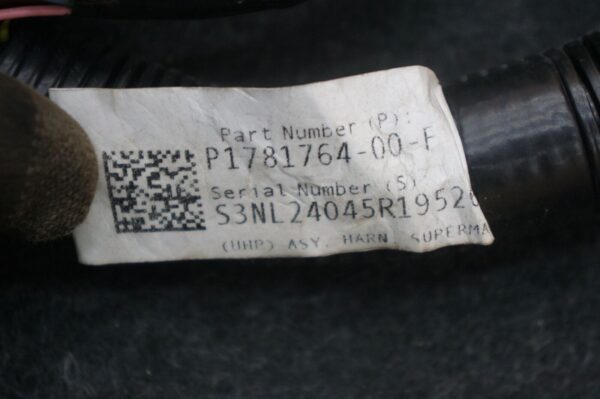 Part Number (P):
P1781764-00-F
Serial Number (S)
S3NL24045R1952
(UHP) ASY, HARN, SUPERMA